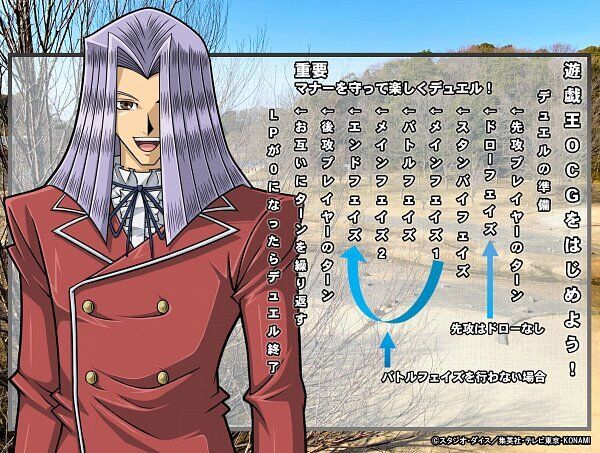 遊戯王OCGをはじめよう！
デュエルの準備
↓先攻プレイヤーのターン
↓ドローフェイズ
↓スタンバイフェイズ
↓メインフェイズ1
↓バトルフェイズ
↓メインフェイズ2
↓エンドフェイズ
↓後攻プレイヤーのターン
↓お互いにターンを繰り返す
LPが0になったらデュエル終了
先攻はドローなし
バトルフェイズを行わない場合
重要
マナーを守って楽しくデュエル！
©スタジオ・ダイス／集英社・テレビ東京・KONAMI